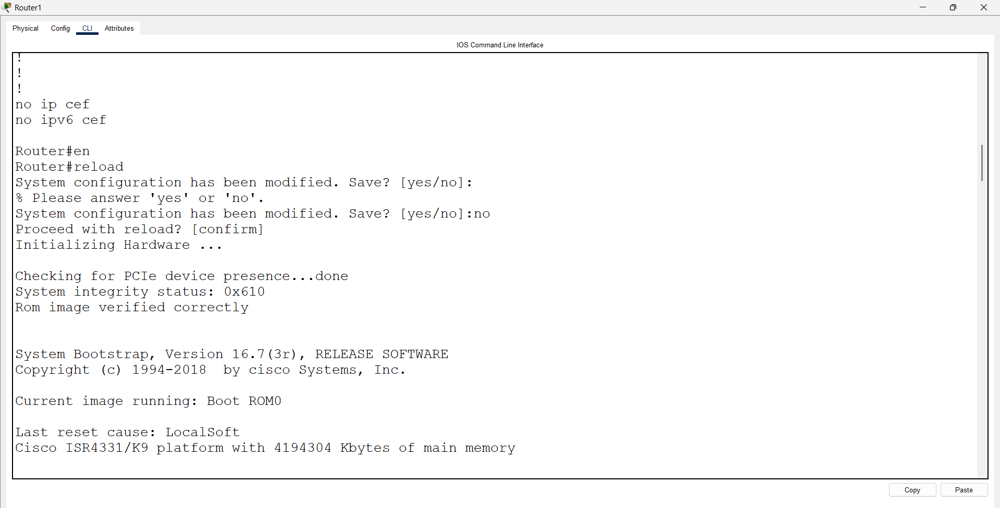 Router1
Physical Config CLI Attributes
IOS Command Line Interface
!
!
!
no ip cef
no ipv6 cef
Router#en
Router#reload
System configuration has been modified. Save? [yes/no]:
% Please answer 'yes' or 'no'.
System configuration has been modified. Save? [yes/no]:no
Proceed with reload? [confirm]
Initializing Hardware ...
Checking for PCIe device presence...done
System integrity status: 0x610
Rom image verified correctly
System Bootstrap, Version 16.7(3r), RELEASE SOFTWARE
Copyright (c) 1994-2018  by cisco Systems, Inc.
Current image running: Boot ROM0
Last reset cause: LocalSoft
Cisco ISR4331/K9 platform with 4194304 Kbytes of main memory
Copy Paste